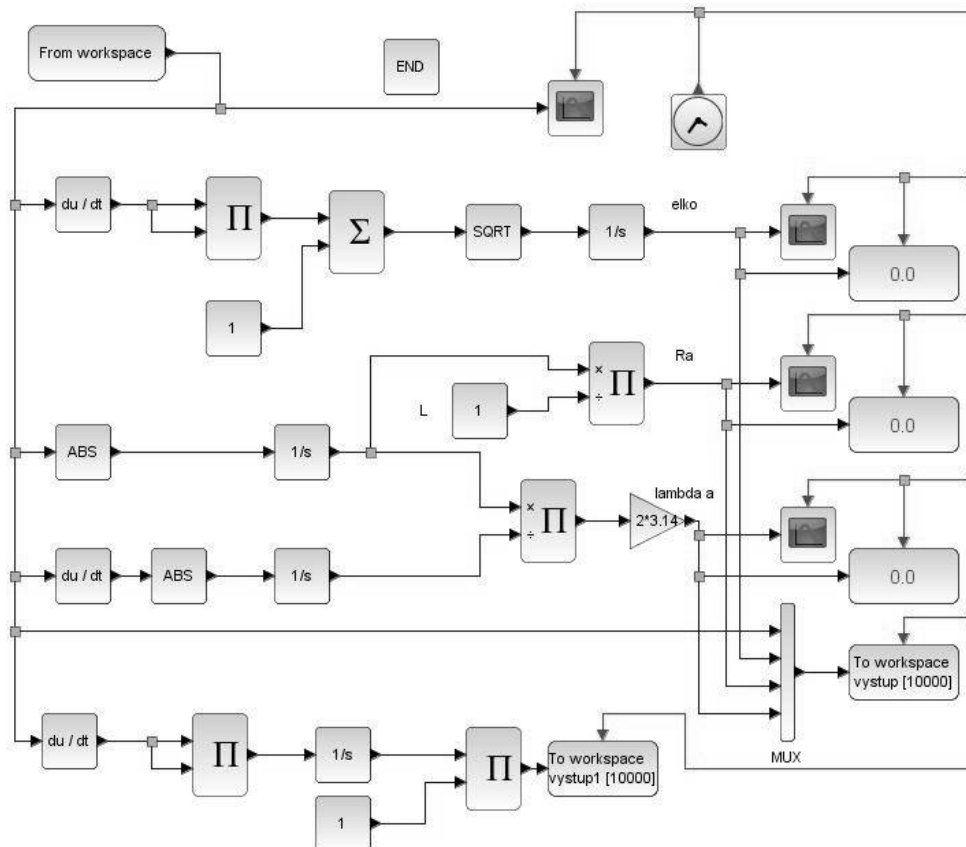 From workspace
END
du / dt
Π
Σ
SQRT
1/s
elko
0.0
1
×
÷
Π
Ra
L
1
0.0
ABS
1/s
×
÷
Π
lambda a
2*3.14
0.0
du / dt
ABS
1/s
To workspace
vystup [10000]
MUX
du / dt
Π
1/s
Π
To workspace
vystup1 [10000]
1